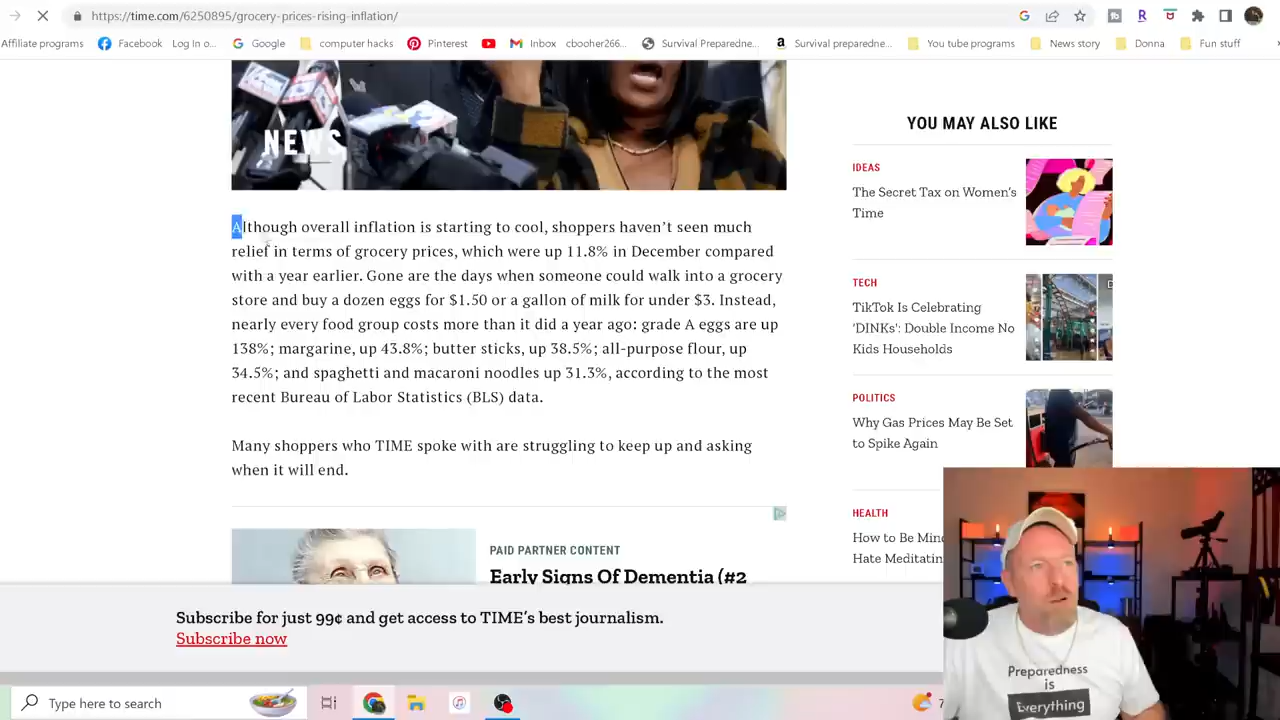 https://time.com/6250895/grocery-prices-rising-inflation/
Affiliate programs
Facebook
Log In o...
Google
computer hacks
Pinterest
Inbox
cbooher266...
Survival Preparedne...
a
Survival preparedne...
You tube programs
News story
Donna
Fun stuff
NEWS
Although overall inflation is starting to cool, shoppers haven't seen much
relief in terms of grocery prices, which were up 11.8% in December compared
with a year earlier. Gone are the days when someone could walk into a grocery
store and buy a dozen eggs for $1.50 or a gallon of milk for under $3. Instead,
nearly every food group costs more than it did a year ago: grade A eggs are up
138%; margarine, up 43.8%; butter sticks, up 38.5%; all-purpose flour, up
34.5%; and spaghetti and macaroni noodles up 31.3%, according to the most
recent Bureau of Labor Statistics (BLS) data.
Many shoppers who TIME spoke with are struggling to keep up and asking
when it will end.
PAID PARTNER CONTENT
Early Signs Of Dementia (#2
YOU MAY ALSO LIKE
IDEAS
The Secret Tax on Women's
Time
TECH
TikTok Is Celebrating
'DINKs': Double Income No
Kids Households
POLITICS
Why Gas Prices May Be Set
to Spike Again
HEALTH
How to Be Min
Hate Meditatin
Subscribe for just 99¢ and get access to TIME's best journalism.
Subscribe now
Preparedness
is
Everything
Type here to search